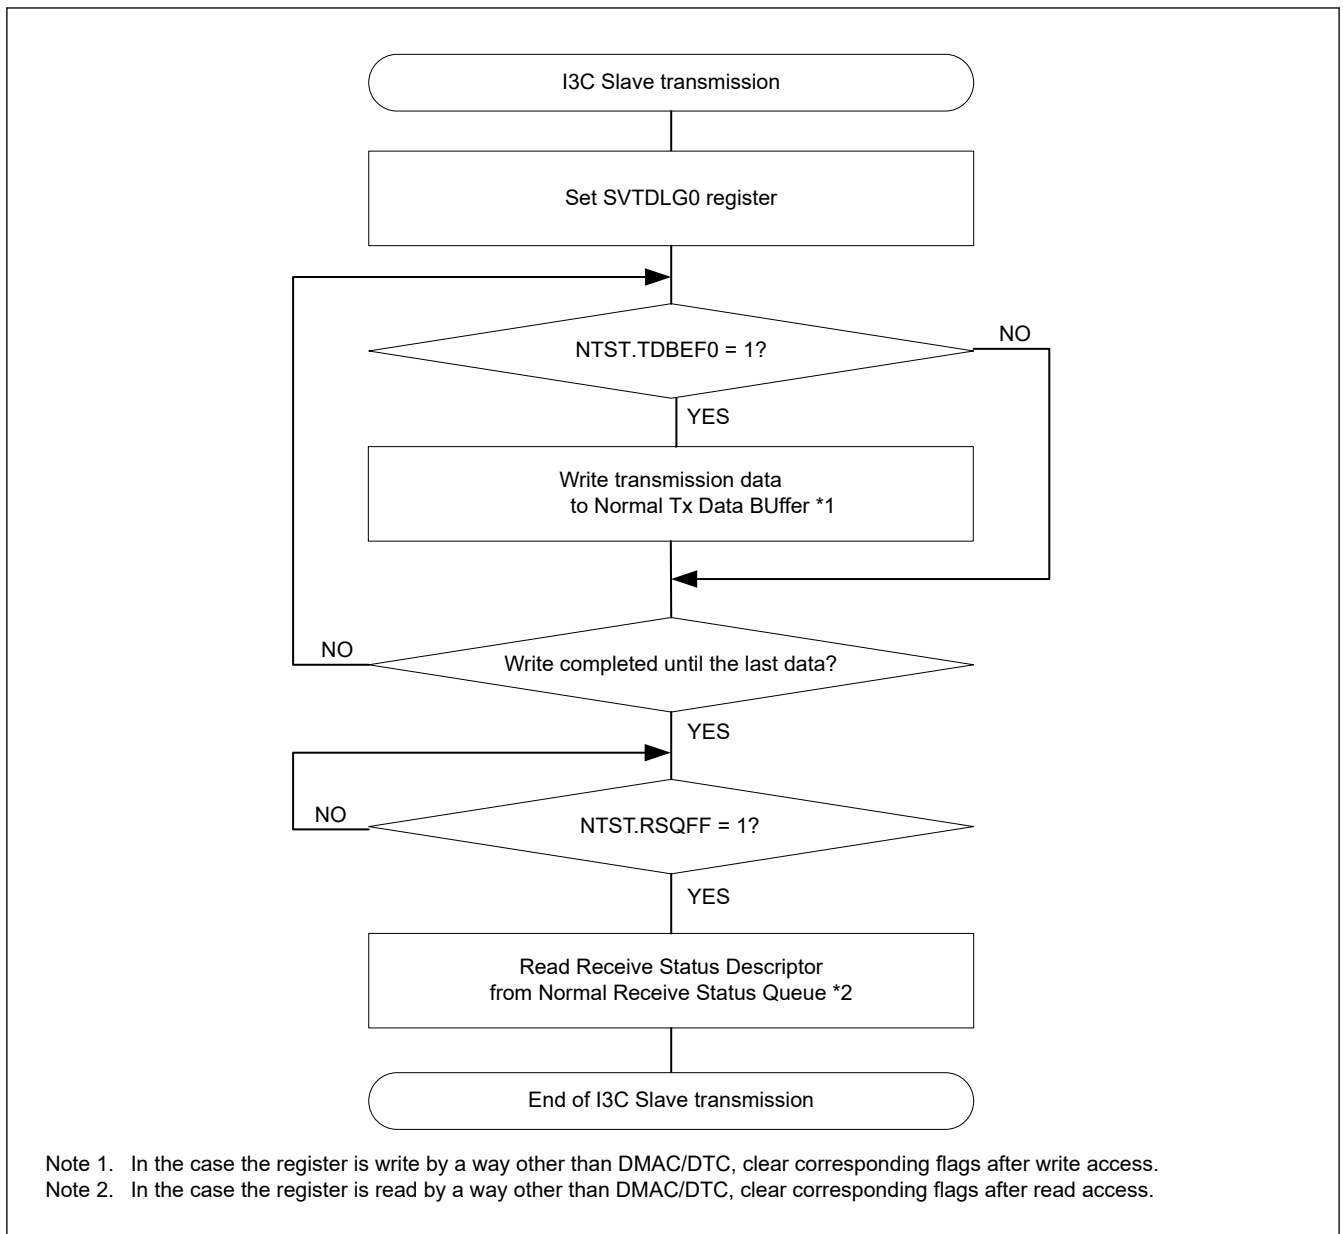 I3C Slave transmission
Set SVTDLG0 register
NTST.TDBEF0 = 1?
NO
YES
Write transmission data
to Normal Tx Data BUffer *1
NO
Write completed until the last data?
YES
NO
NTST.RSQFF = 1?
YES
Read Receive Status Descriptor
from Normal Receive Status Queue *2
End of I3C Slave transmission
Note 1. In the case the register is write by a way other than DMAC/DTC, clear corresponding flags after write access.
Note 2. In the case the register is read by a way other than DMAC/DTC, clear corresponding flags after read access.